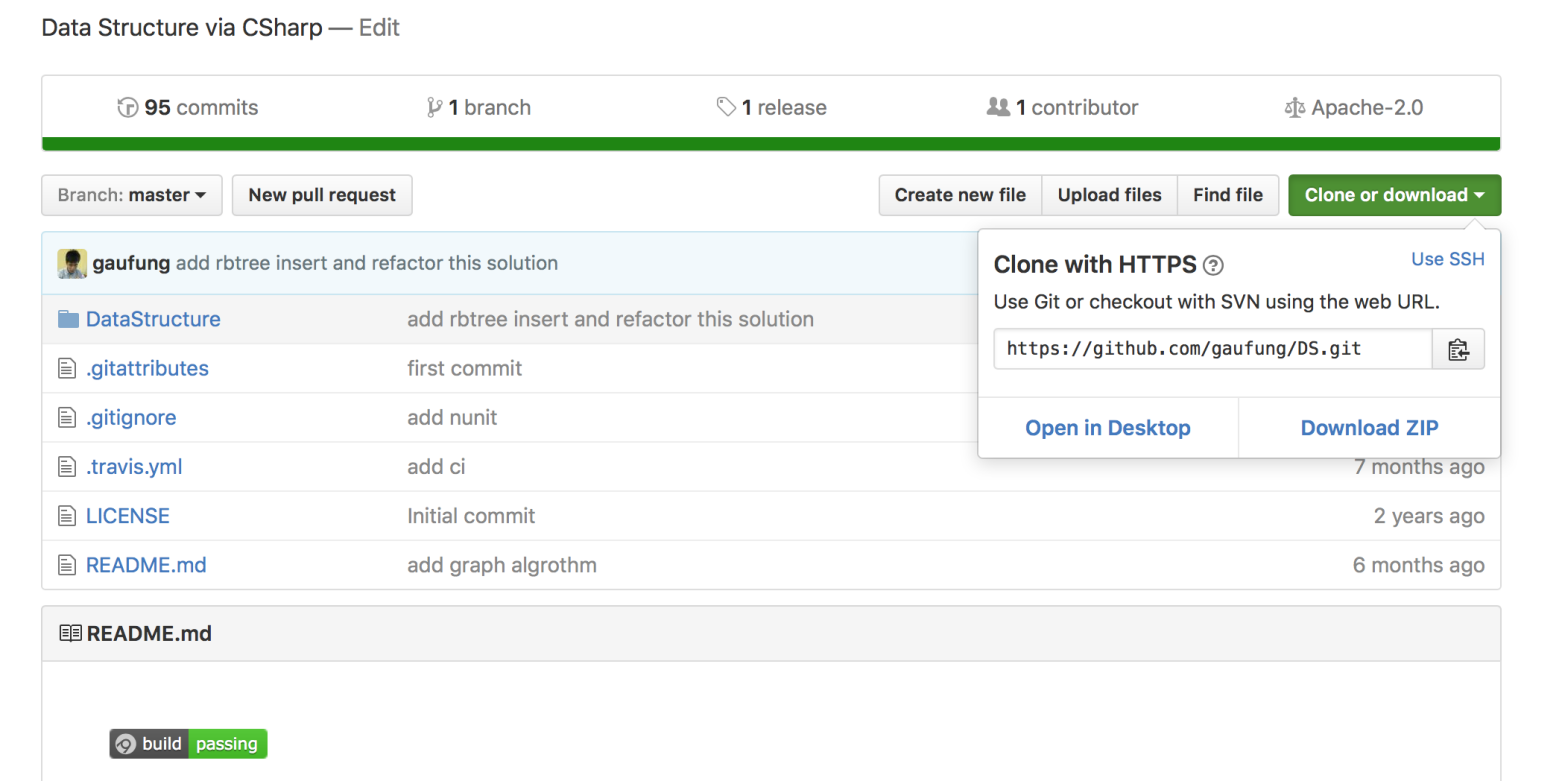 Data Structure via CSharp — Edit
95 commits 1 branch 1 release 1 contributor Apache-2.0
Branch: master New pull request Create new file Upload files Find file Clone or download
gaufung add rbtree insert and refactor this solution
Clone with HTTPS ? Use SSH
Use Git or checkout with SVN using the web URL.
https://github.com/gaufung/DS.git
Open in Desktop Download ZIP
DataStructure add rbtree insert and refactor this solution
.gitattributes first commit
.gitignore add nunit
.travis.yml add ci 7 months ago
LICENSE Initial commit 2 years ago
README.md add graph algrothm 6 months ago
README.md
build passing